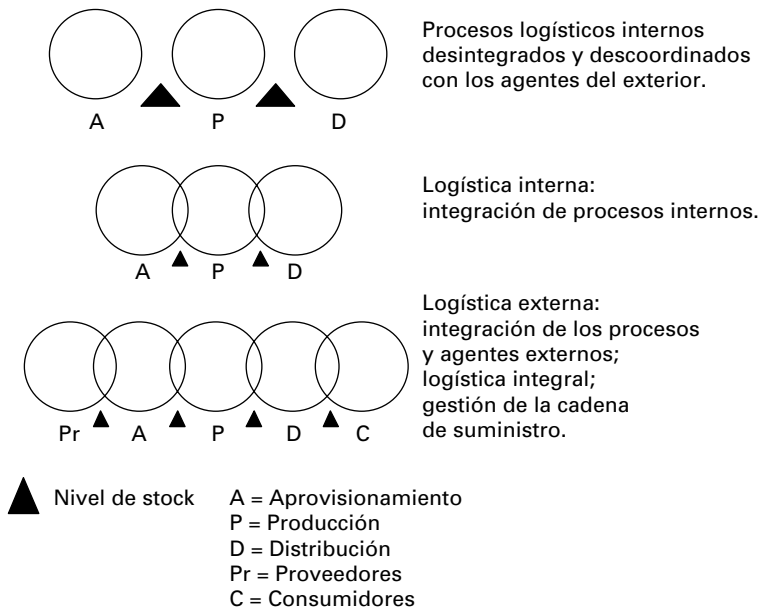 Procesos logísticos internos
desintegrados y descoordinados
con los agentes del exterior.
A P D
Logística interna:
integración de procesos internos.
A P D
Logística externa:
integración de los procesos
y agentes externos;
logística integral;
gestión de la cadena
de suministro.
Pr A P D C
Nivel de stock
A = Aprovisionamiento
P = Producción
D = Distribución
Pr = Proveedores
C = Consumidores